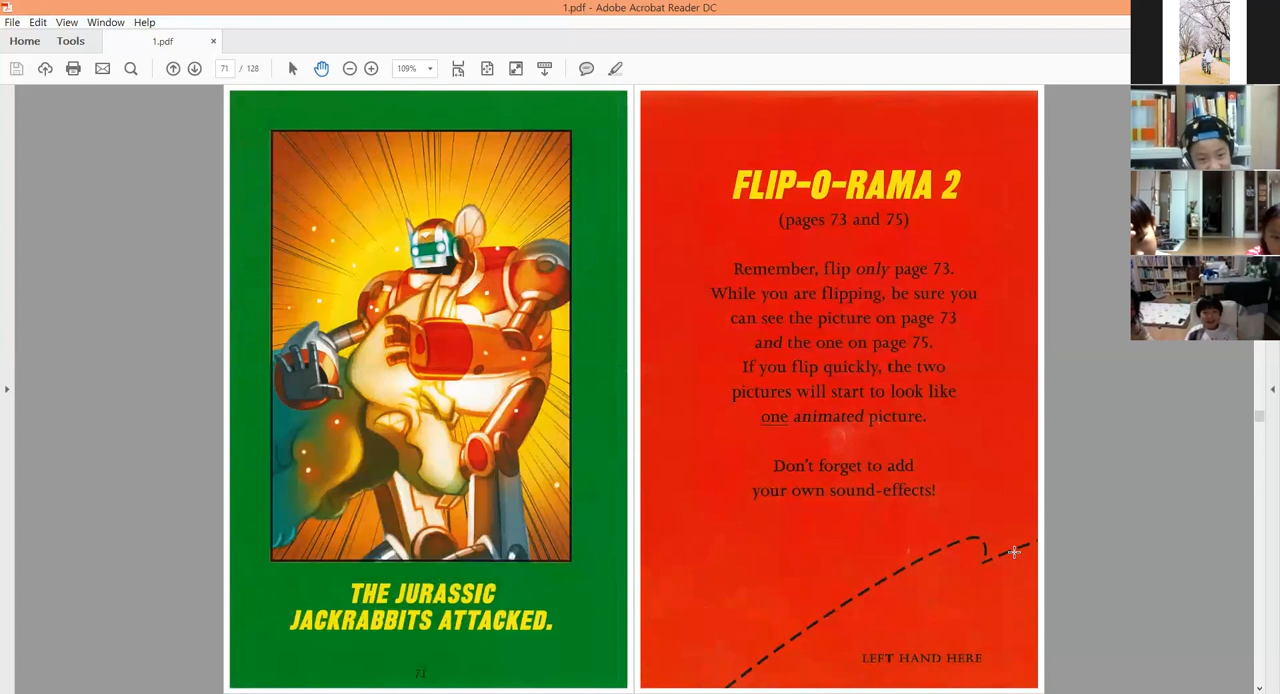 1.pdf - Adobe Acrobat Reader DC
File Edit View Window Help
Home Tools 1.pdf ×
71 / 128 109%
THE JURASSIC
JACKRABBITS ATTACKED.
71
FLIP-O-RAMA 2
(pages 73 and 75)
Remember, flip only page 73.
While you are flipping, be sure you
can see the picture on page 73
and the one on page 75.
If you flip quickly, the two
pictures will start to look like
one animated picture.
Don't forget to add
your own sound-effects!
LEFT HAND HERE